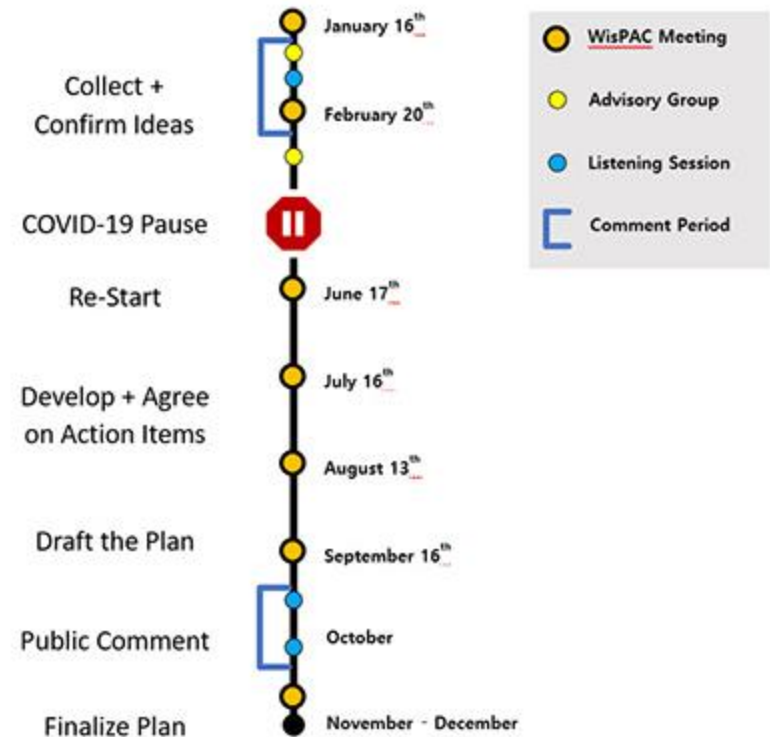 January 16th
Collect +
Confirm Ideas
February 20th
COVID-19 Pause
Re-Start
June 17th
July 16th
Develop + Agree
on Action Items
August 13th
Draft the Plan
September 16th
Public Comment
October
Finalize Plan
November - December
WisPAC Meeting
Advisory Group
Listening Session
Comment Period